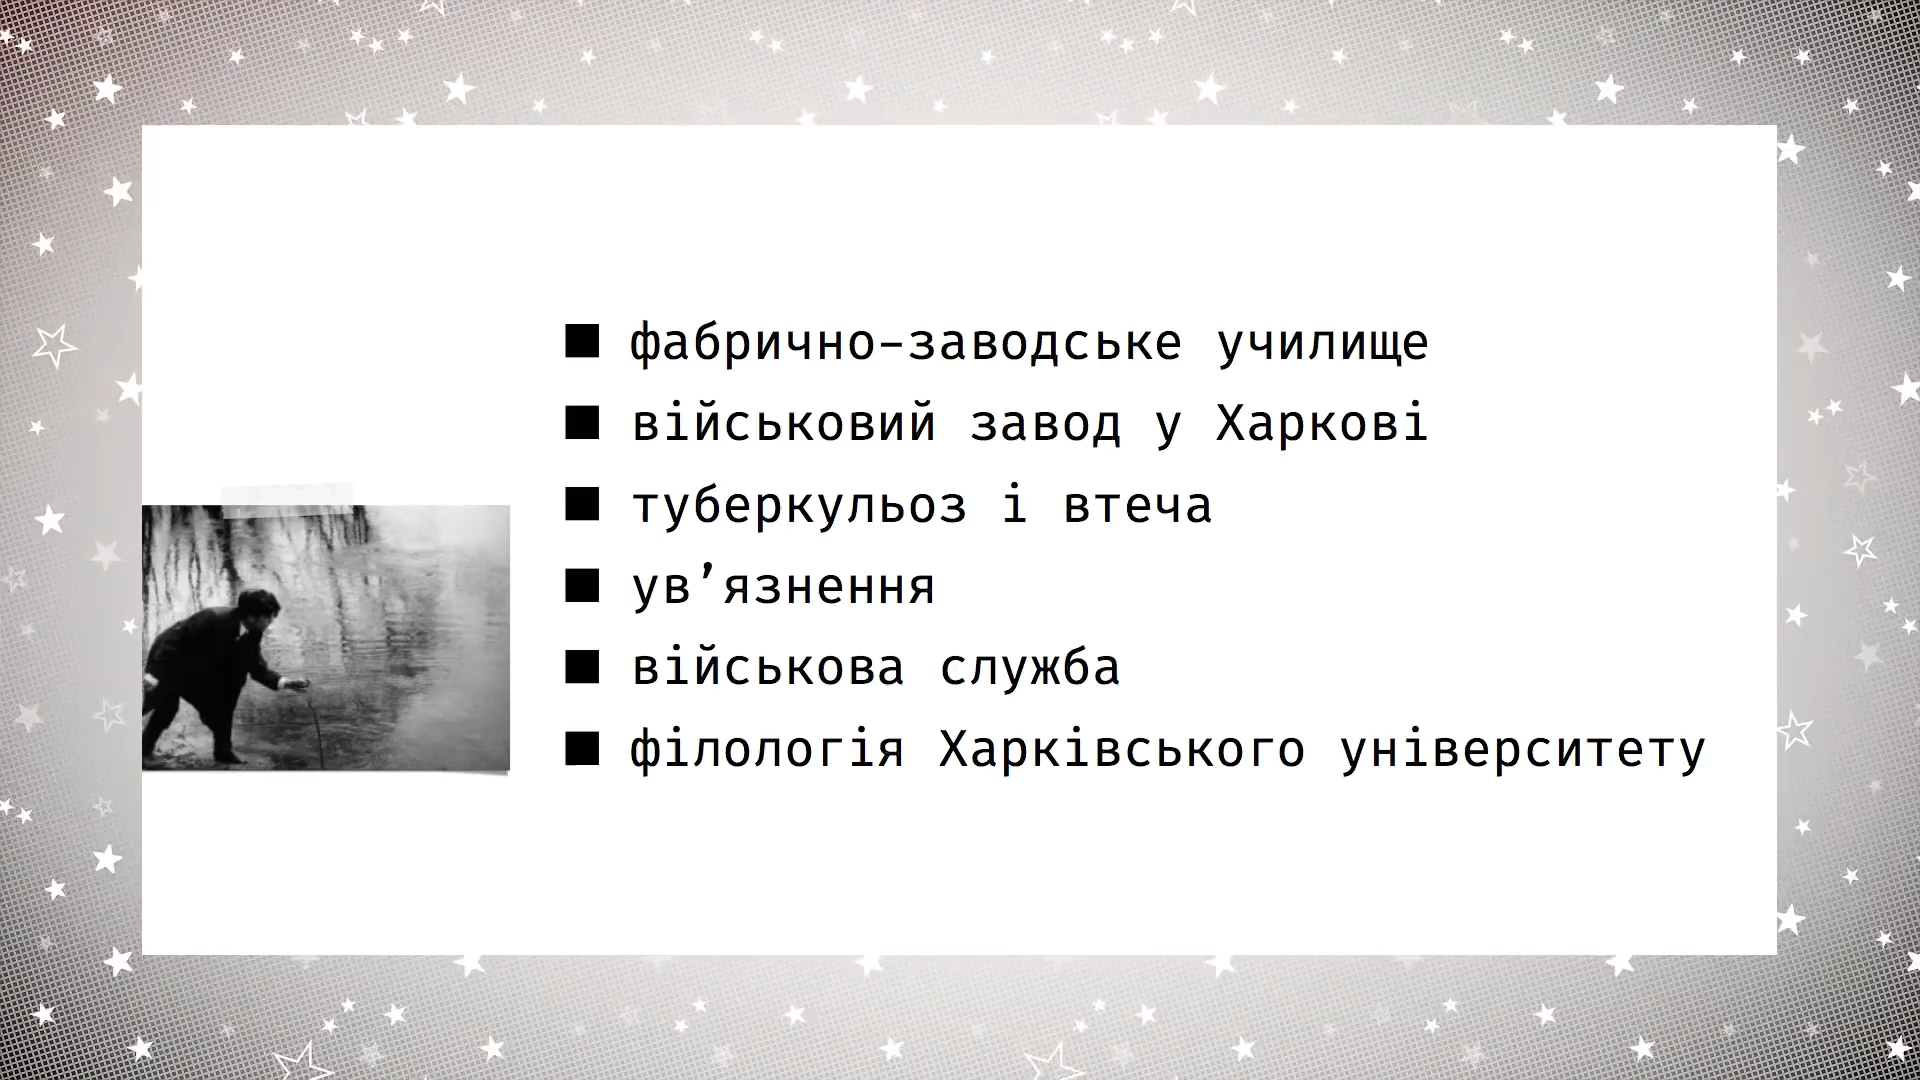 ■ фабрично-заводське училище
■ військовий завод у Харкові
■ туберкульоз і втеча
■ ув’язнення
■ військова служба
■ філологія Харківського університету